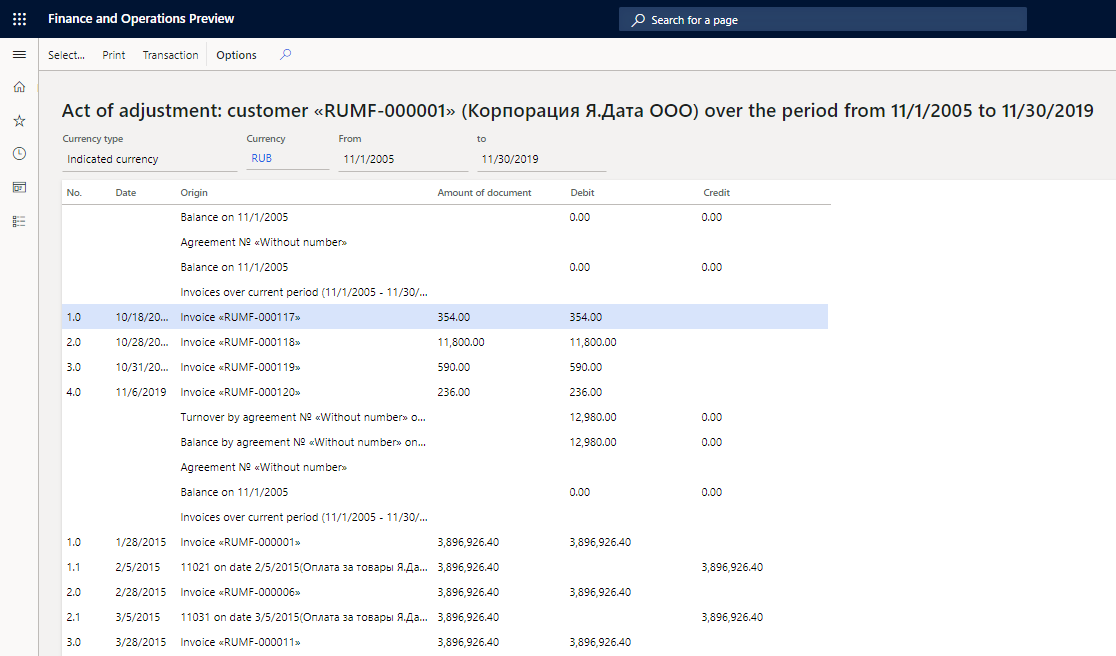 Finance and Operations Preview
Search for a page
Select... Print Transaction Options
Act of adjustment: customer «RUMF-000001» (Корпорация Я.Дата ООО) over the period from 11/1/2005 to 11/30/2019
Currency type Currency From to
Indicated currency RUB 11/1/2005 11/30/2019
No. Date Origin Amount of document Debit Credit
Balance on 11/1/2005 0.00 0.00
Agreement № «Without number»
Balance on 11/1/2005 0.00 0.00
Invoices over current period (11/1/2005 - 11/30/...
1.0 10/18/20... Invoice «RUMF-000117» 354.00 354.00
2.0 10/28/20... Invoice «RUMF-000118» 11,800.00 11,800.00
3.0 10/31/20... Invoice «RUMF-000119» 590.00 590.00
4.0 11/6/2019 Invoice «RUMF-000120» 236.00 236.00
Turnover by agreement № «Without number» o... 12,980.00 0.00
Balance by agreement № «Without number» on... 12,980.00 0.00
Agreement № «Without number»
Balance on 11/1/2005 0.00 0.00
Invoices over current period (11/1/2005 - 11/30/...
1.0 1/28/2015 Invoice «RUMF-000001» 3,896,926.40 3,896,926.40
1.1 2/5/2015 11021 on date 2/5/2015(Оплата за товары Я.Да... 3,896,926.40 3,896,926.40
2.0 2/28/2015 Invoice «RUMF-000006» 3,896,926.40 3,896,926.40
2.1 3/5/2015 11031 on date 3/5/2015(Оплата за товары Я.Да... 3,896,926.40 3,896,926.40
3.0 3/28/2015 Invoice «RUMF-000011» 3,896,926.40 3,896,926.40